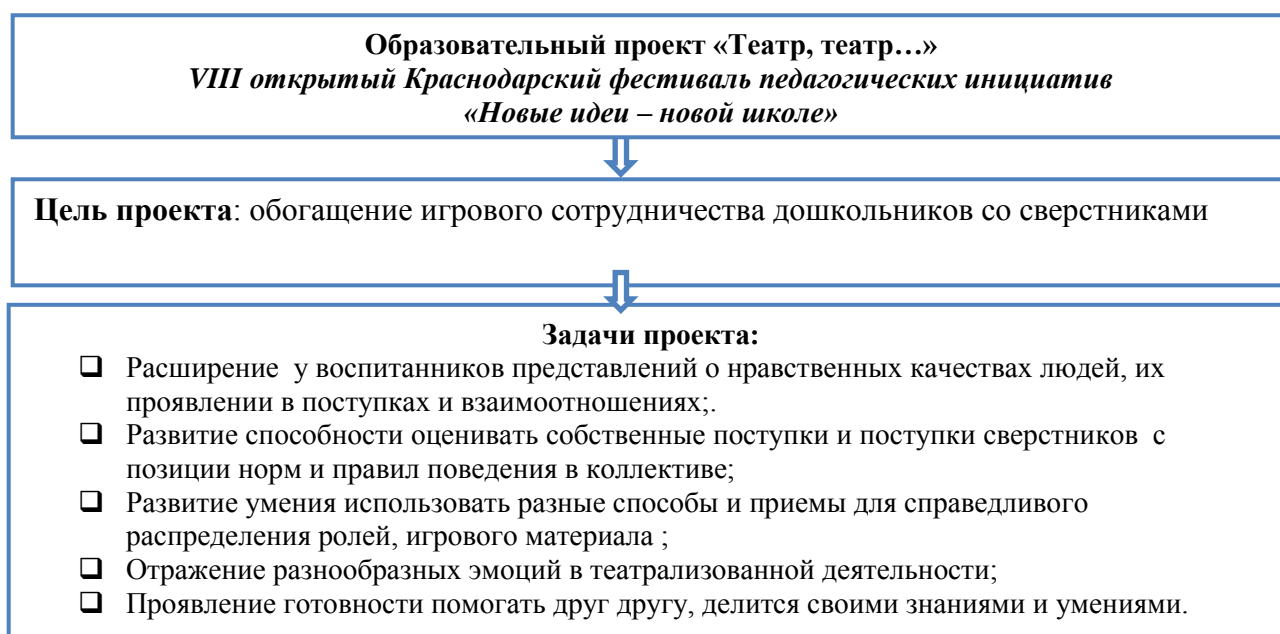 Образовательный проект «Театр, театр…»
VIII открытый Краснодарский фестиваль педагогических инициатив
«Новые идеи – новой школе»
Цель проекта: обогащение игрового сотрудничества дошкольников со сверстниками
Задачи проекта:
Расширение у воспитанников представлений о нравственных качествах людей, их
проявлении в поступках и взаимоотношениях;.
Развитие способности оценивать собственные поступки и поступки сверстников с
позиции норм и правил поведения в коллективе;
Развитие умения использовать разные способы и приемы для справедливого
распределения ролей, игрового материала ;
Отражение разнообразных эмоций в театрализованной деятельности;
Проявление готовности помогать друг другу, делится своими знаниями и умениями.